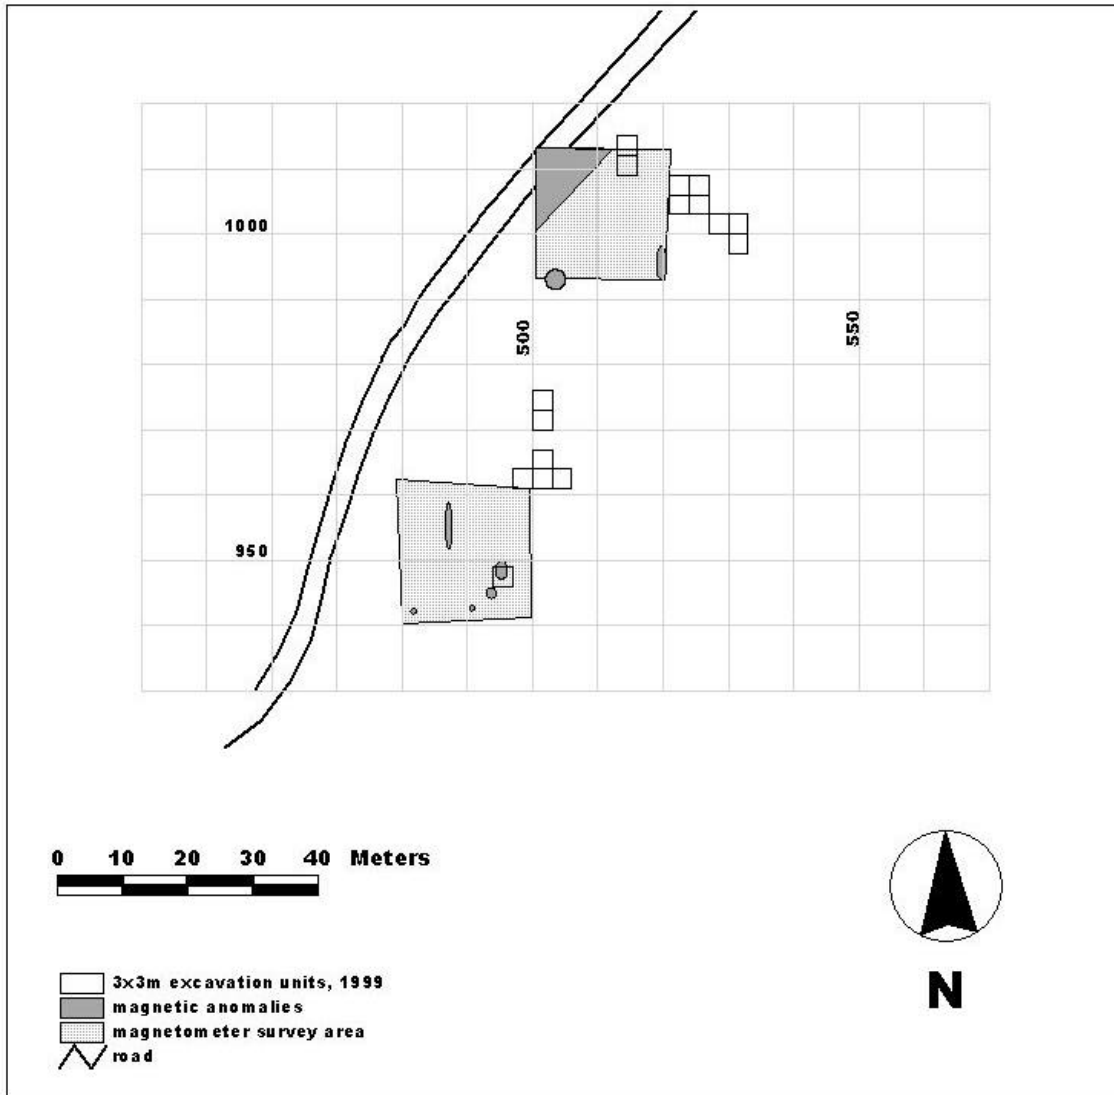 1000
500
550
950
0 10 20 30 40 Meters
N
3x3m excavation units, 1999
magnetic anomalies
magnetometer survey area
road